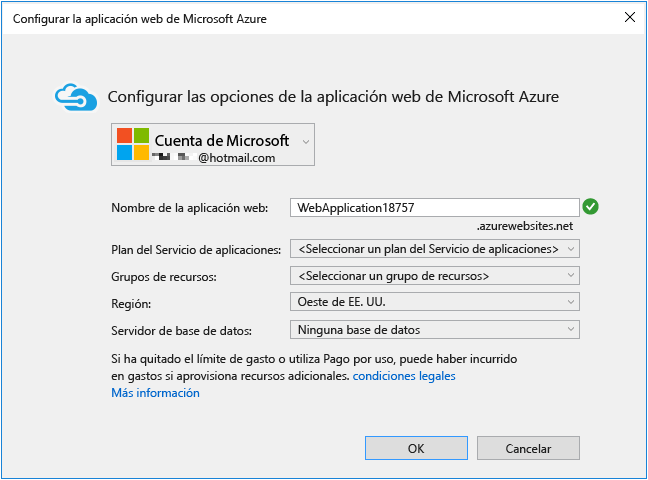 Configurar la aplicación web de Microsoft Azure
Configurar las opciones de la aplicación web de Microsoft Azure
Cuenta de Microsoft
@hotmail.com
Nombre de la aplicación web: WebApplication18757
.azurewebsites.net
Plan del Servicio de aplicaciones: <Seleccionar un plan del Servicio de aplicaciones>
Grupos de recursos: <Seleccionar un grupo de recursos>
Región: Oeste de EE. UU.
Servidor de base de datos: Ninguna base de datos
Si ha quitado el límite de gasto o utiliza Pago por uso, puede haber incurrido
en gastos si aprovisiona recursos adicionales. condiciones legales
Más información
OK Cancelar